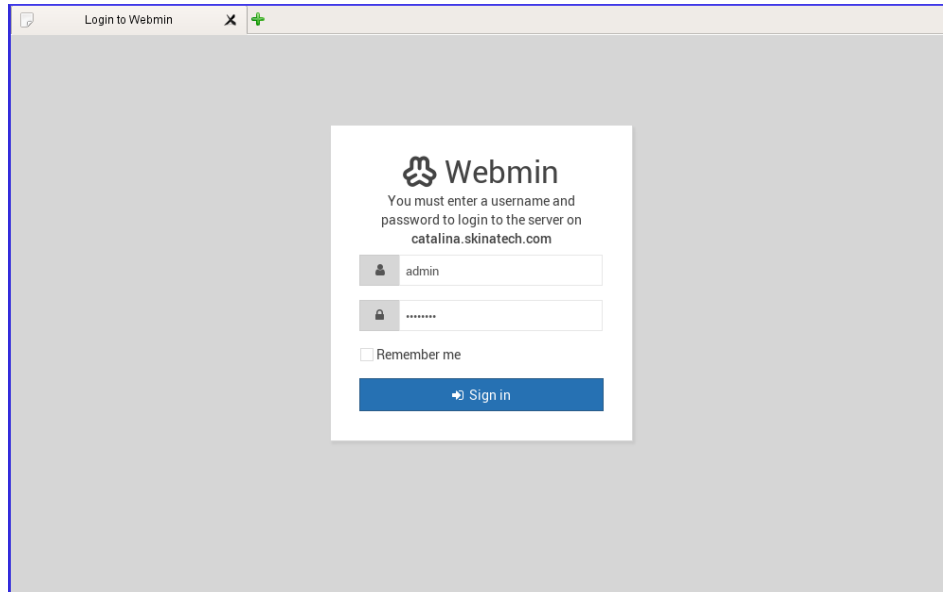 Login to Webmin
Webmin
You must enter a username and
password to login to the server on
catalina.skinatech.com
admin
••••••••
Remember me
Sign in